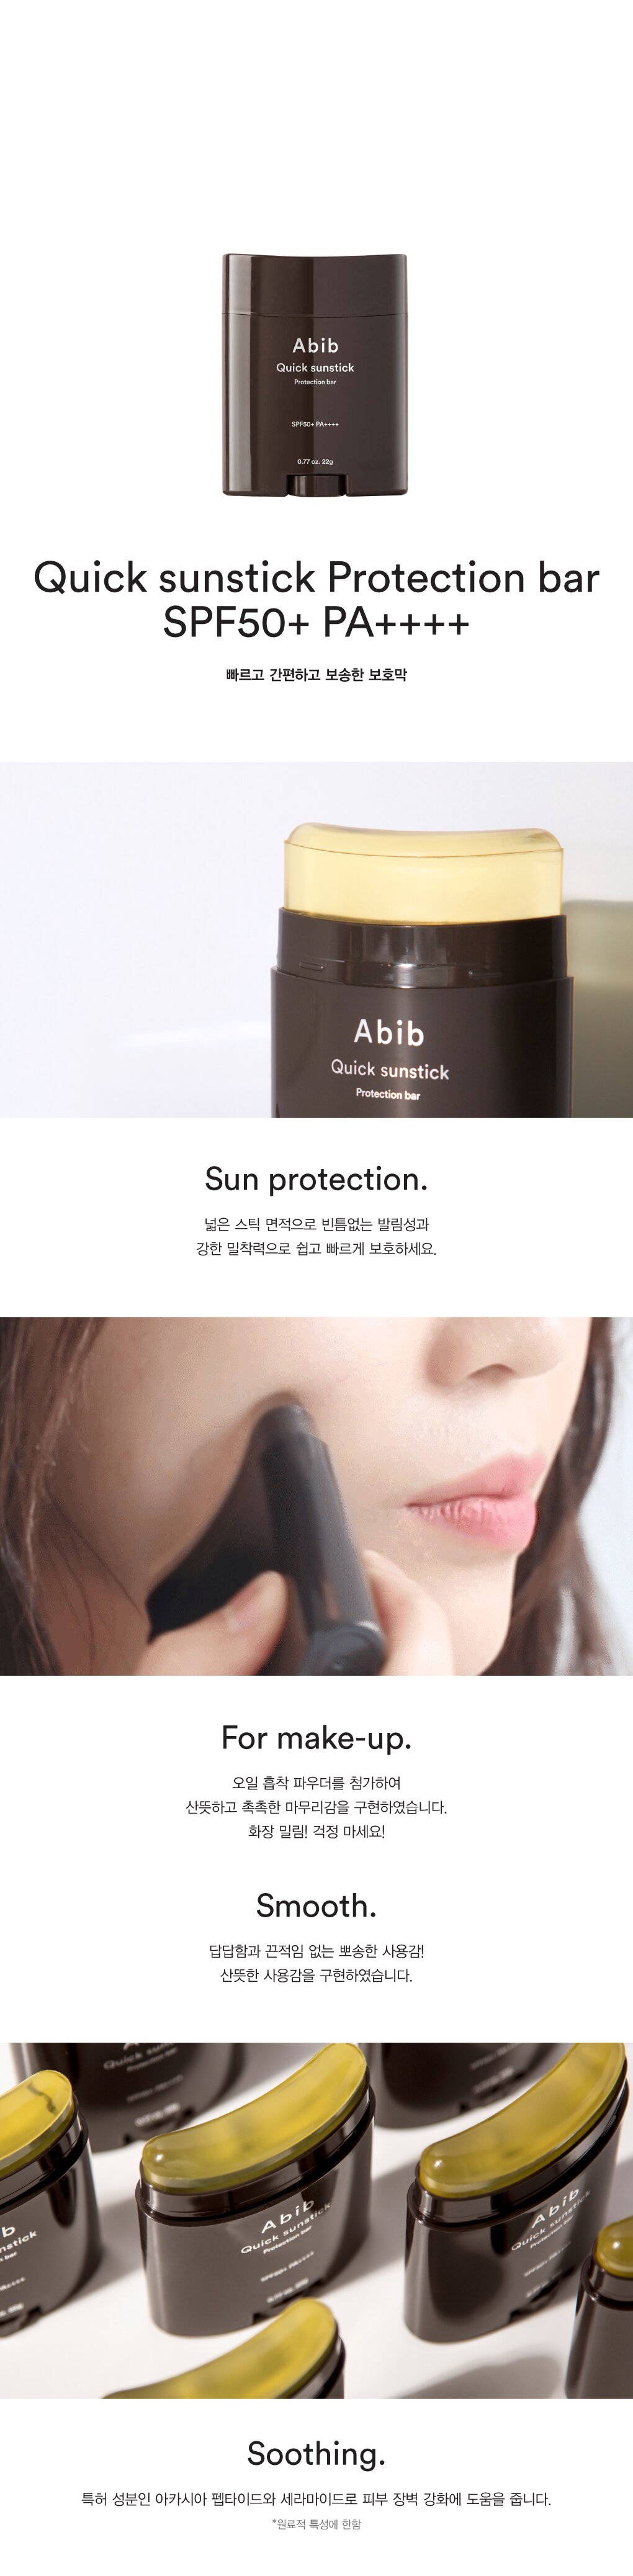 Abib
Quick sunstick
Protection bar
SPF50+ PA++++
0.77 oz. 22g
Quick sunstick Protection bar
SPF50+ PA++++
빠르고 간편하고 보송한 보호막
Abib
Quick sunstick
Protection bar
Sun protection.
넓은 스틱 면적으로 빈틈없는 발림성과
강한 밀착력으로 쉽고 빠르게 보호하세요.
For make-up.
오일 흡착 파우더를 첨가하여
산뜻하고 촉촉한 마무리감을 구현하였습니다.
화장 밀림! 걱정 마세요!
Smooth.
답답함과 끈적임 없는 뽀송한 사용감!
산뜻한 사용감을 구현하였습니다.
Quick sunstick
Protection bar
Abib
Quick sunstick
Protection bar
SPF50+ PA++++
Abib
Quick sunstick
Protection bar
SPF50+ PA++++
Soothing.
특허 성분인 아카시아 펩타이드와 세라마이드로 피부 장벽 강화에 도움을 줍니다.
*원료적 특성에 한함